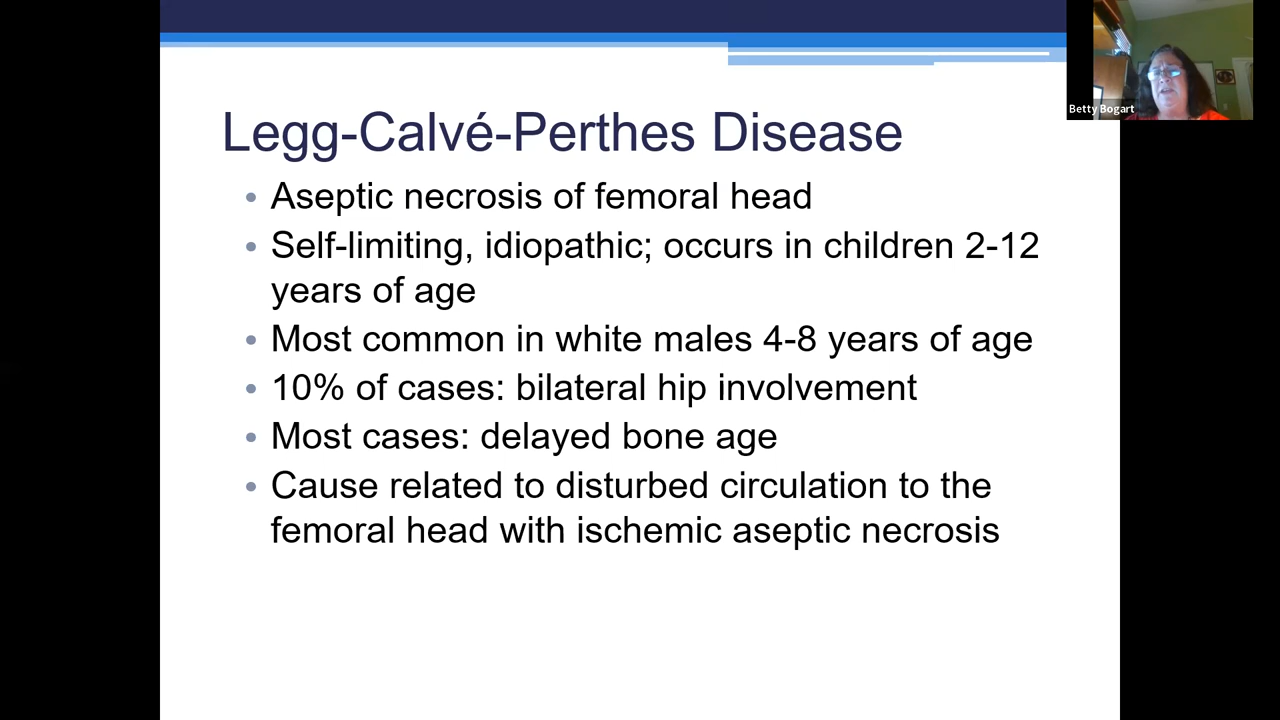 Betty Bogart
Legg-Calvé-Perthes Disease
• Aseptic necrosis of femoral head
• Self-limiting, idiopathic; occurs in children 2-12
years of age
• Most common in white males 4-8 years of age
• 10% of cases: bilateral hip involvement
• Most cases: delayed bone age
• Cause related to disturbed circulation to the
femoral head with ischemic aseptic necrosis